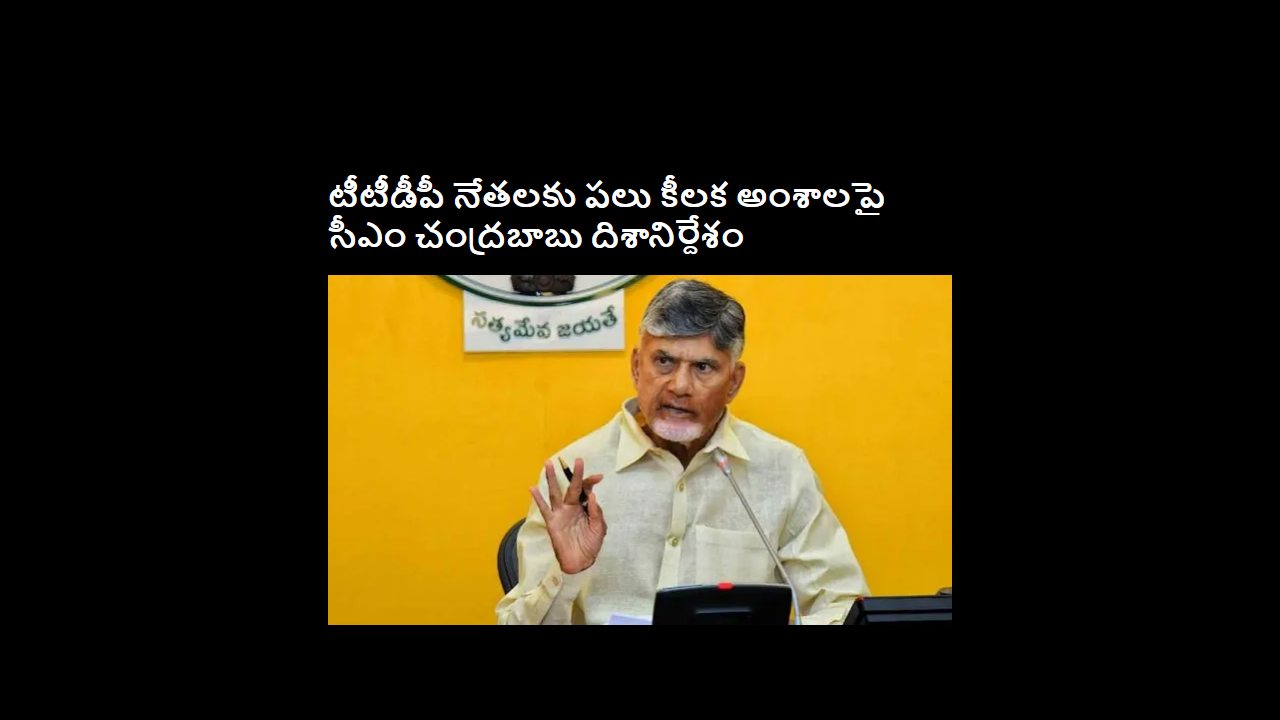 టీటీడీపీ నేతలకు పలు కీలక అంశాలపై
సీఎం చంద్రబాబు దిశానిర్దేశం
సత్యమేవ జయతే